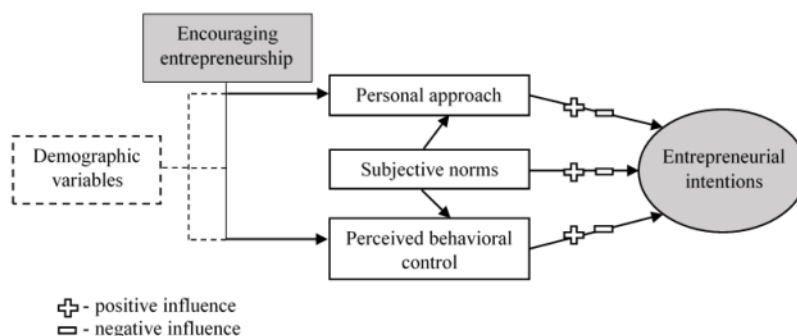 Encouraging
entrepreneurship
Personal approach
Demographic
variables
Subjective norms
Entrepreneurial
intentions
Perceived behavioral
control
- positive influence
- negative influence